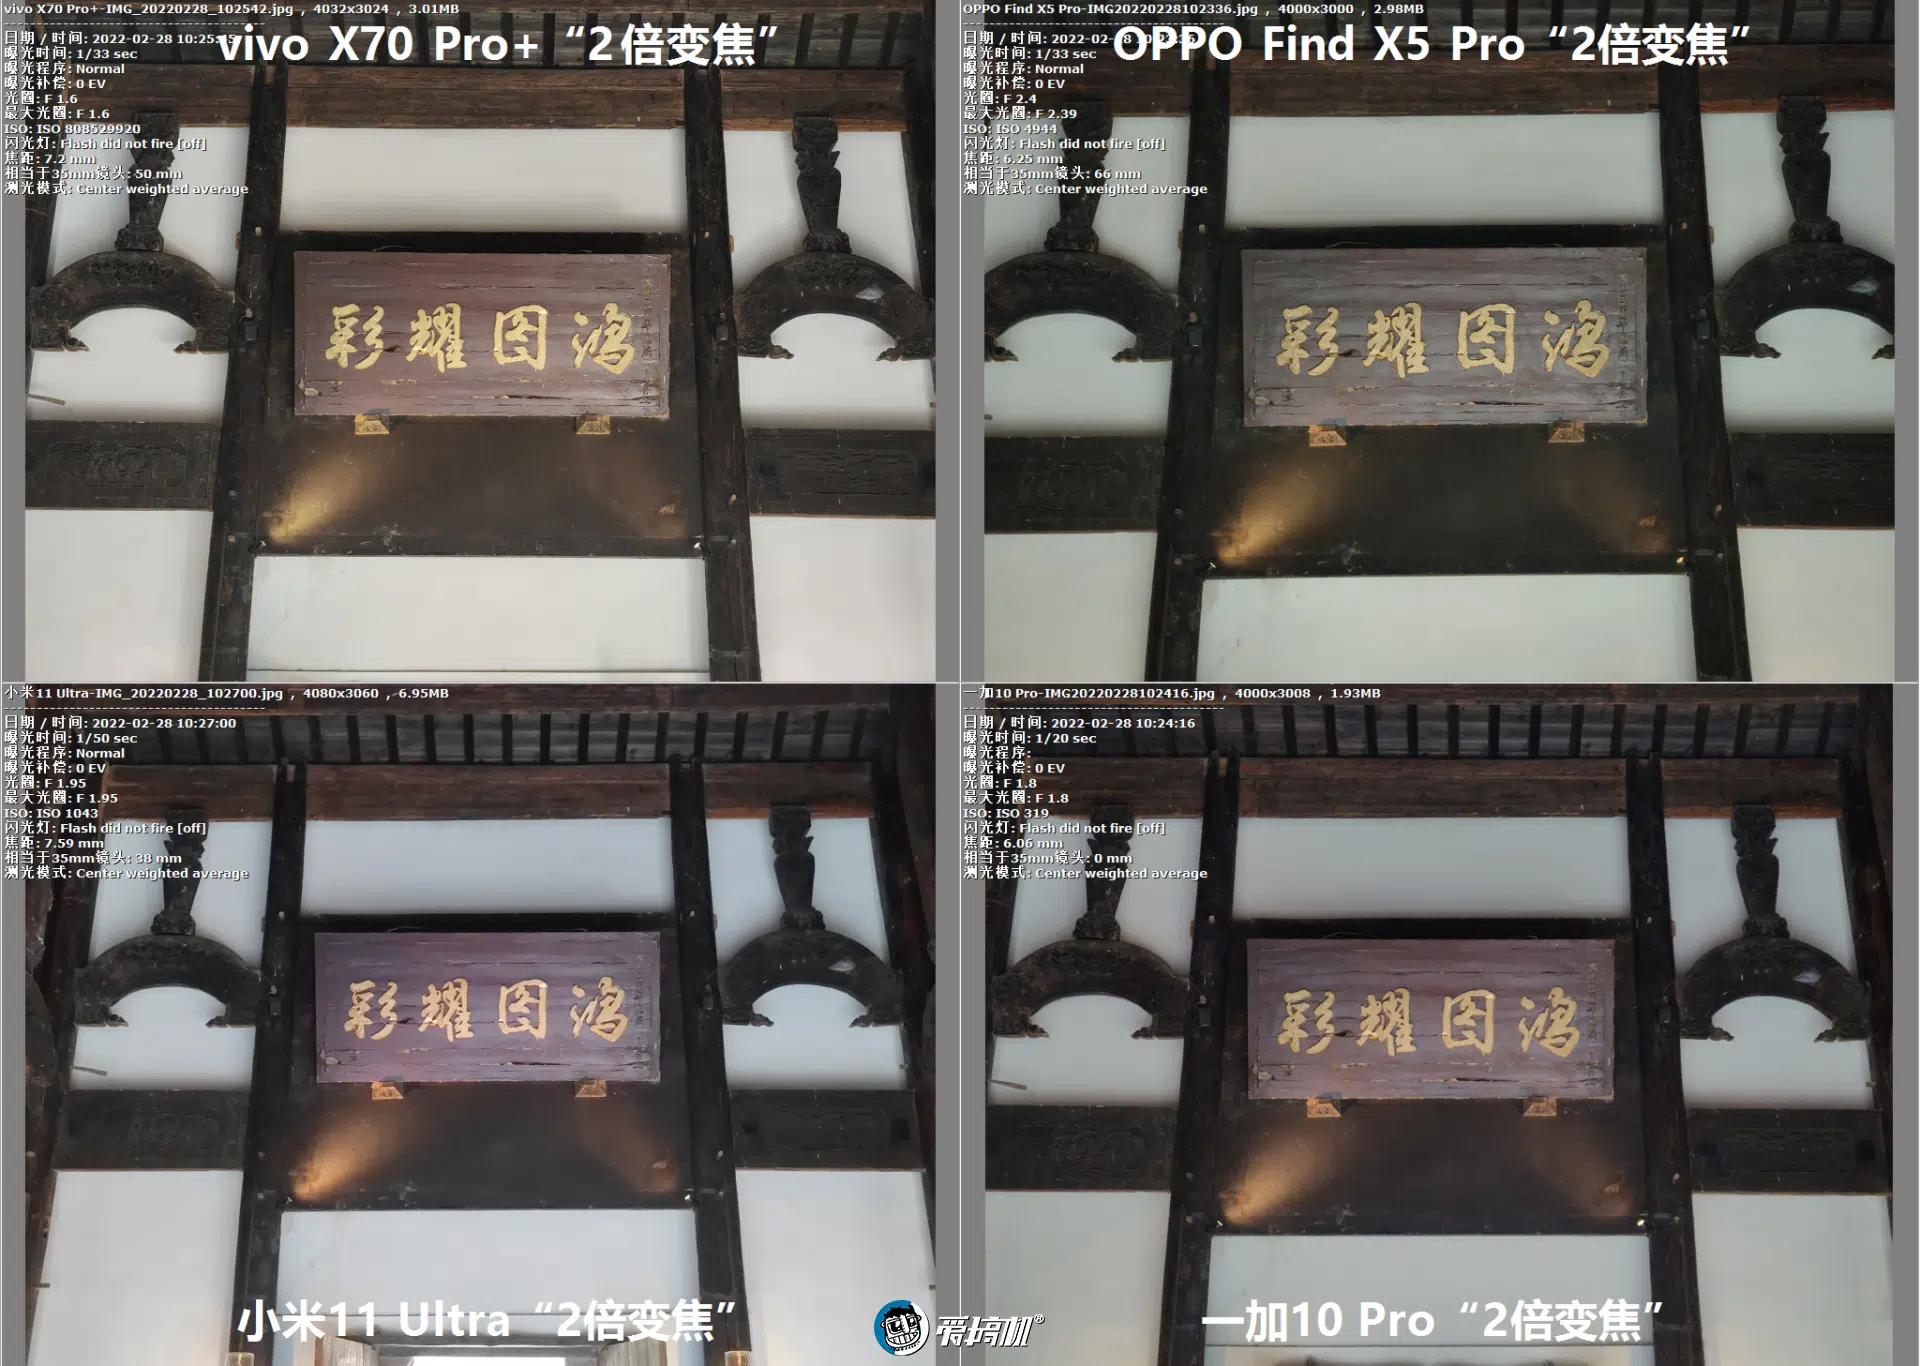 vivo X70 Pro+-IMG_20220228_102542.jpg , 4032x3024 , 3.01MB
日期 / 时间: 2022-02-28 10:25:45
vivo X70 Pro+ “2倍变焦”
曝光时间: 1/33 sec
曝光程序: Normal
曝光补偿: 0 EV
光圈: F 1.6
最大光圈: F 1.6
ISO: ISO 808529920
闪光灯: Flash did not fire [off]
焦距: 7.2 mm
相当于35mm镜头: 50 mm
测光模式: Center weighted average
彩耀图鸿
OPPO Find X5 Pro-IMG20220228102336.jpg , 4000x3000 , 2.98MB
日期 / 时间: 2022-02-28
OPPO Find X5 Pro “2倍变焦”
曝光时间: 1/33 sec
曝光程序: Normal
曝光补偿: 0 EV
光圈: F 2.4
最大光圈: F 2.39
ISO: ISO 4944
闪光灯: Flash did not fire [off]
焦距: 6.25 mm
相当于35mm镜头: 66 mm
测光模式: Center weighted average
彩耀图鸿
小米11 Ultra-IMG_20220228_102700.jpg , 4080x3060 , 6.95MB
日期 / 时间: 2022-02-28 10:27:00
曝光时间: 1/50 sec
曝光程序: Normal
曝光补偿: 0 EV
光圈: F 1.95
最大光圈: F 1.95
ISO: ISO 1043
闪光灯: Flash did not fire [off]
焦距: 7.59 mm
相当于35mm镜头: 38 mm
测光模式: Center weighted average
彩耀图鸿
小米11 Ultra “2倍变焦”
一加10 Pro-IMG20220228102416.jpg , 4000x3008 , 1.93MB
日期 / 时间: 2022-02-28 10:24:16
曝光时间: 1/20 sec
曝光程序:
曝光补偿: 0 EV
光圈: F 1.8
最大光圈: F 1.8
ISO: ISO 319
闪光灯: Flash did not fire [off]
焦距: 6.06 mm
相当于35mm镜头: 0 mm
测光模式: Center weighted average
彩耀图鸿
一加10 Pro “2倍变焦”
爱搞机®